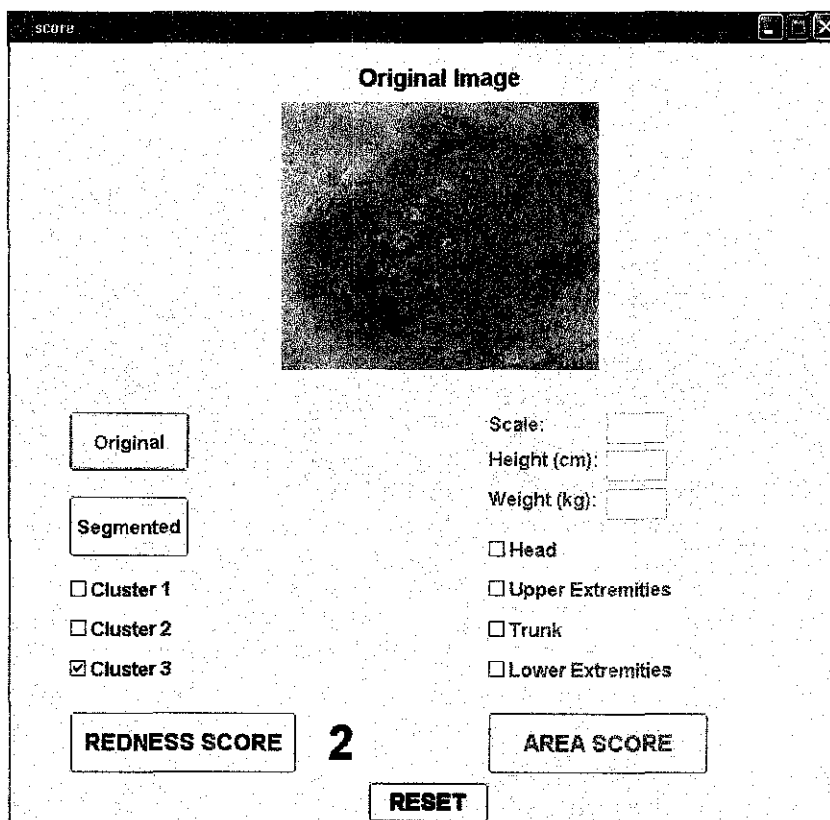 score
Original Image
Original
Segmented
Cluster 1
Cluster 2
Cluster 3
REDNESS SCORE 2
Scale:
Height (cm):
Weight (kg):
Head
Upper Extremities
Trunk
Lower Extremities
AREA SCORE
RESET